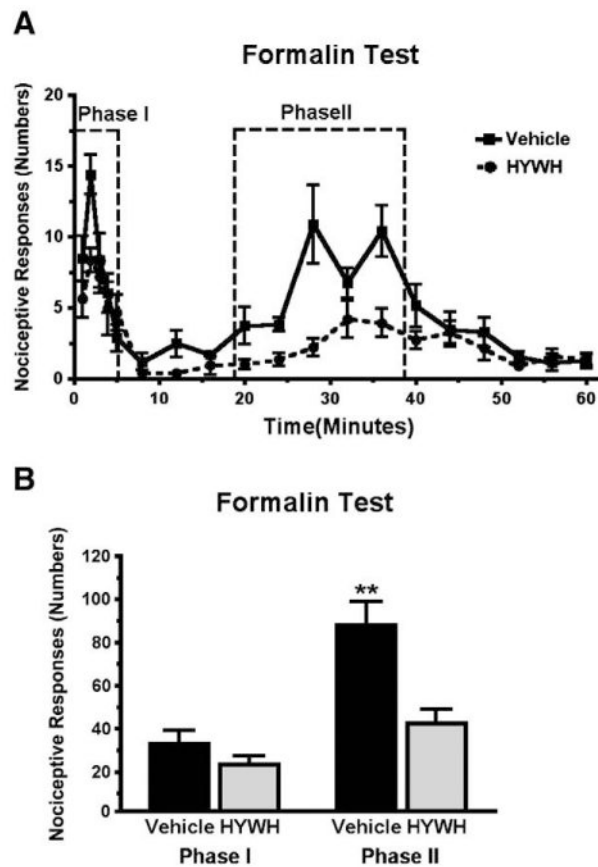 A
Formalin Test
Nociceptive Responses (Numbers)
20
15
10
5
0
Phase I
PhaseII
Vehicle
HYWH
0 10 20 30 40 50 60
Time(Minutes)
B
Formalin Test
Nociceptive Responses (Numbers)
120
100
80
60
40
20
0
**
Vehicle HYWH Vehicle HYWH
Phase I Phase II